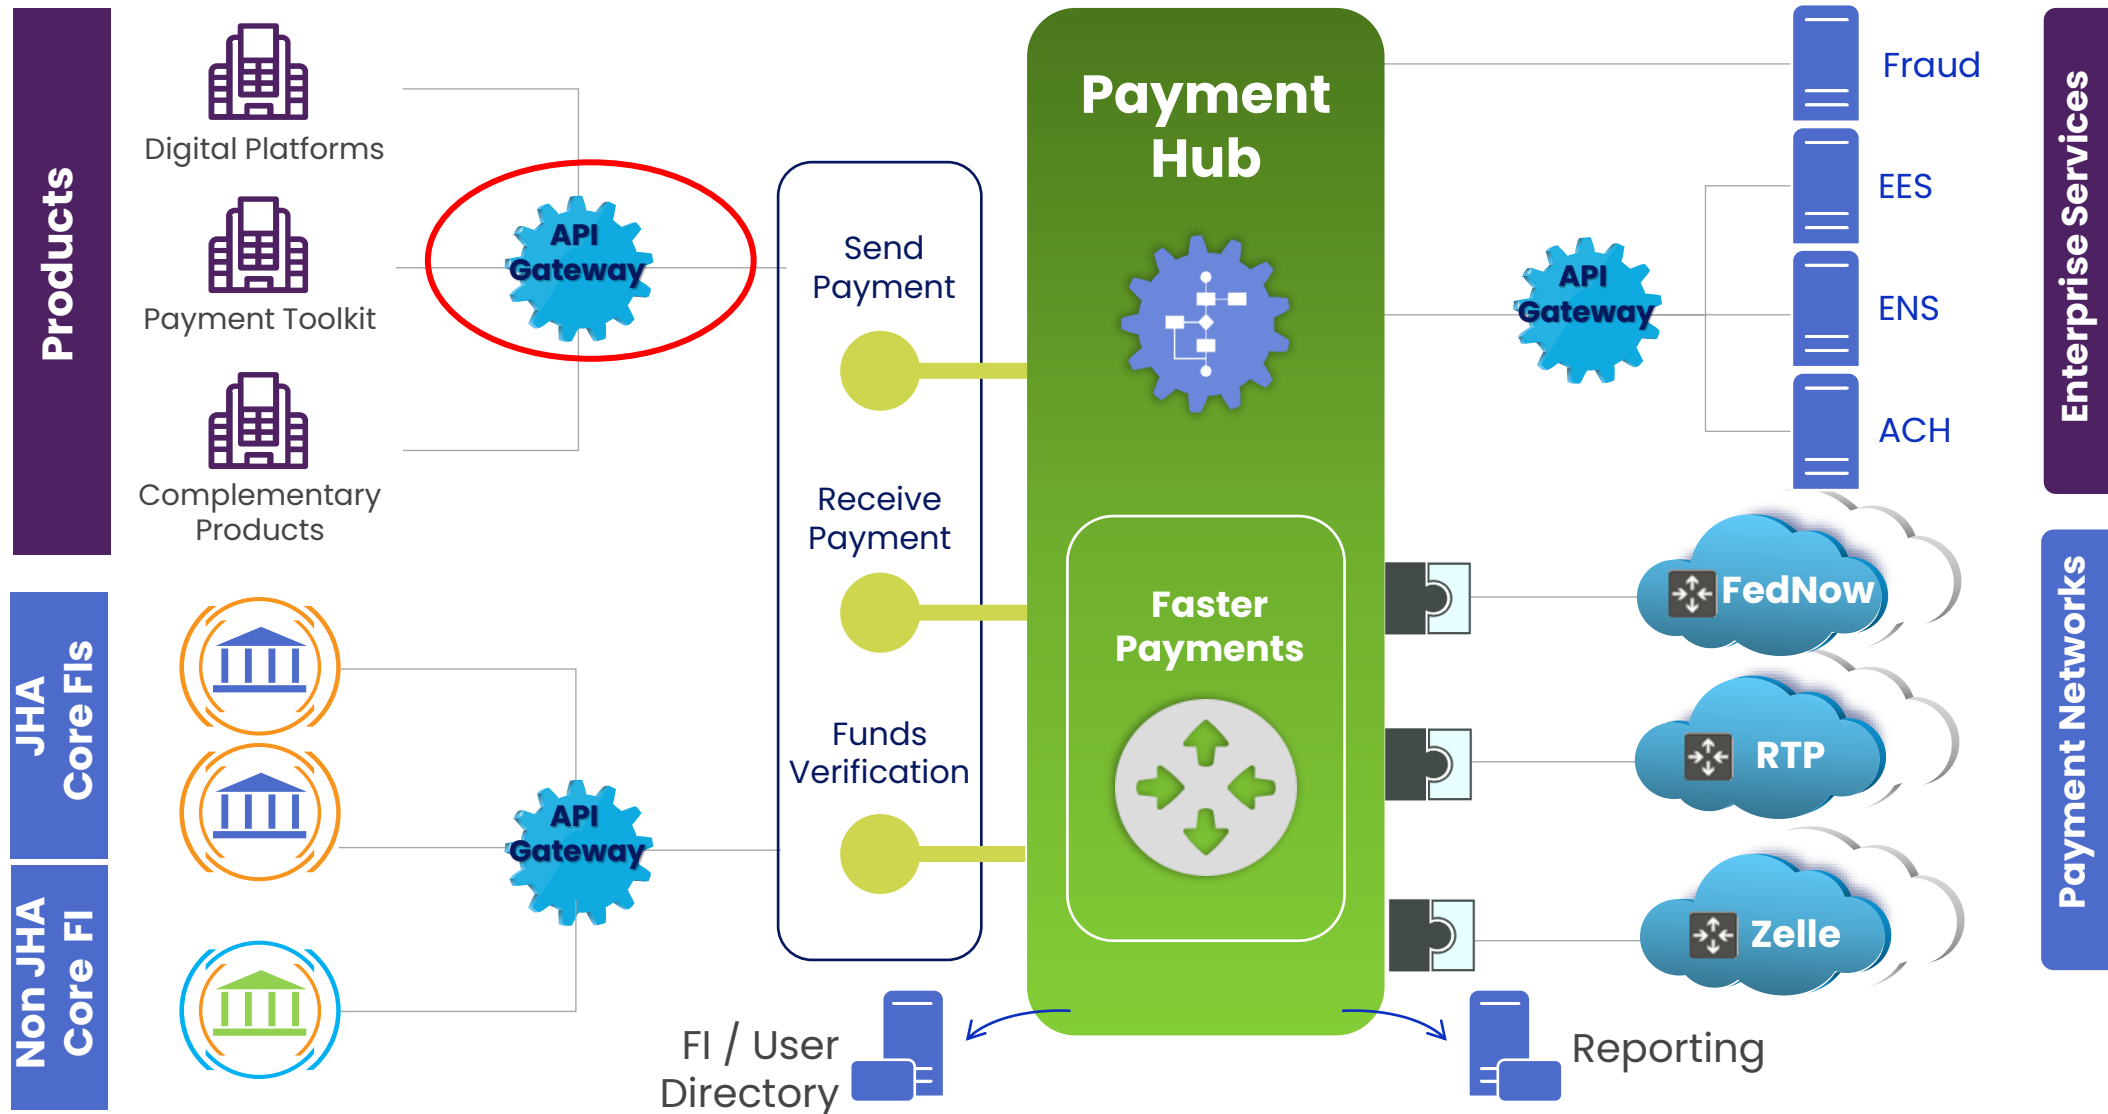 Products
Digital Platforms
Payment Toolkit
Complementary
Products
API
Gateway
JHA
Core FIs
Non JHA
Core FI
API
Gateway
Send
Payment
Receive
Payment
Funds
Verification
Payment
Hub
Faster
Payments
FI / User
Directory
Reporting
API
Gateway
Fraud
EES
ENS
ACH
Enterprise Services
FedNow
RTP
Zelle
Payment Networks